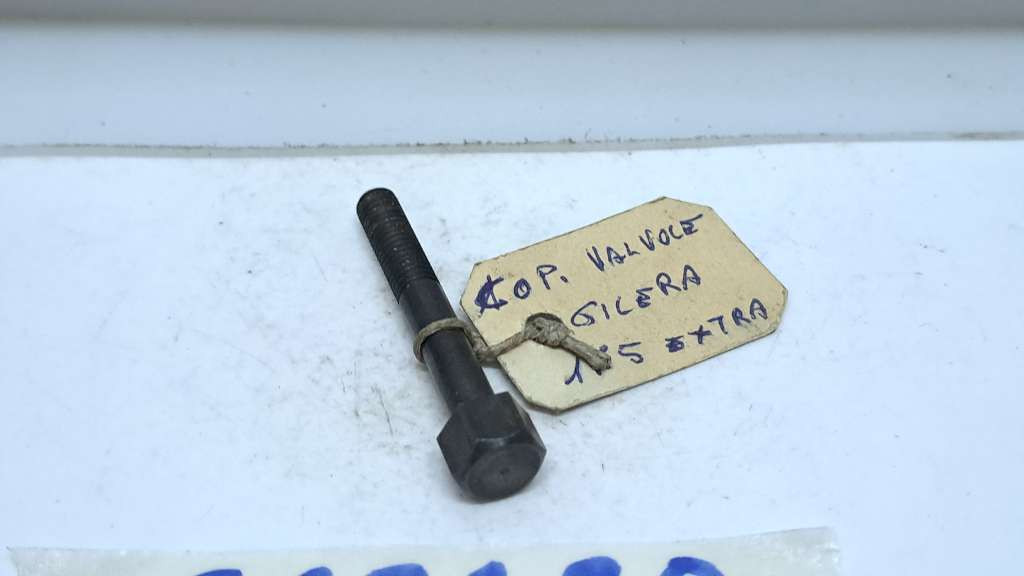 COP. VALVOLE
GILERA
125 EXTRA